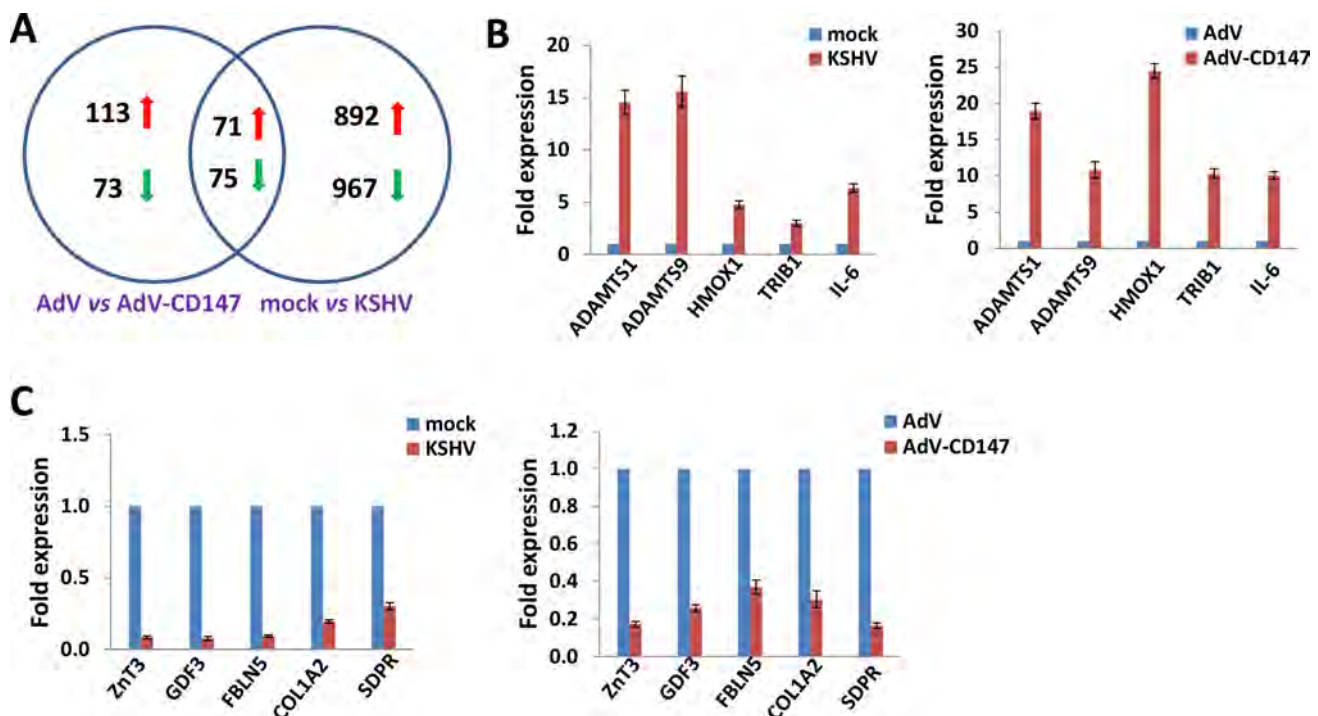 A
113
71
892
73
75
967
AdV vs AdV-CD147
mock vs KSHV
B
mock
KSHV
Fold expression
20
15
10
5
0
ADAMTS1
ADAMTS9
HMOX1
TRIB1
IL-6
AdV
AdV-CD147
Fold expression
30
25
20
15
10
5
0
ADAMTS1
ADAMTS9
HMOX1
TRIB1
IL-6
C
mock
KSHV
Fold expression
1.5
1.0
0.5
0.0
ZnT3
GDF3
FBLN5
COL1A2
SDPR
AdV
AdV-CD147
Fold expression
1.2
1.0
0.8
0.6
0.4
0.2
0.0
ZnT3
GDF3
FBLN5
COL1A2
SDPR